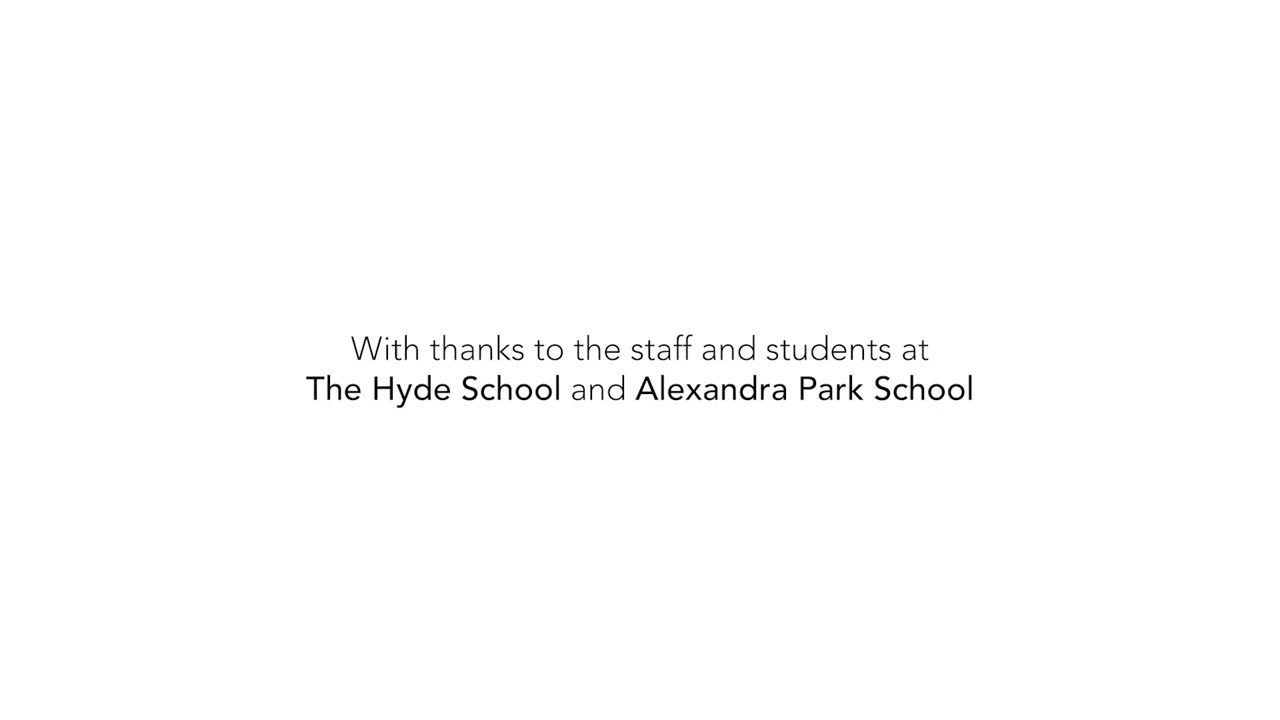 With thanks to the staff and students at
The Hyde School and Alexandra Park School